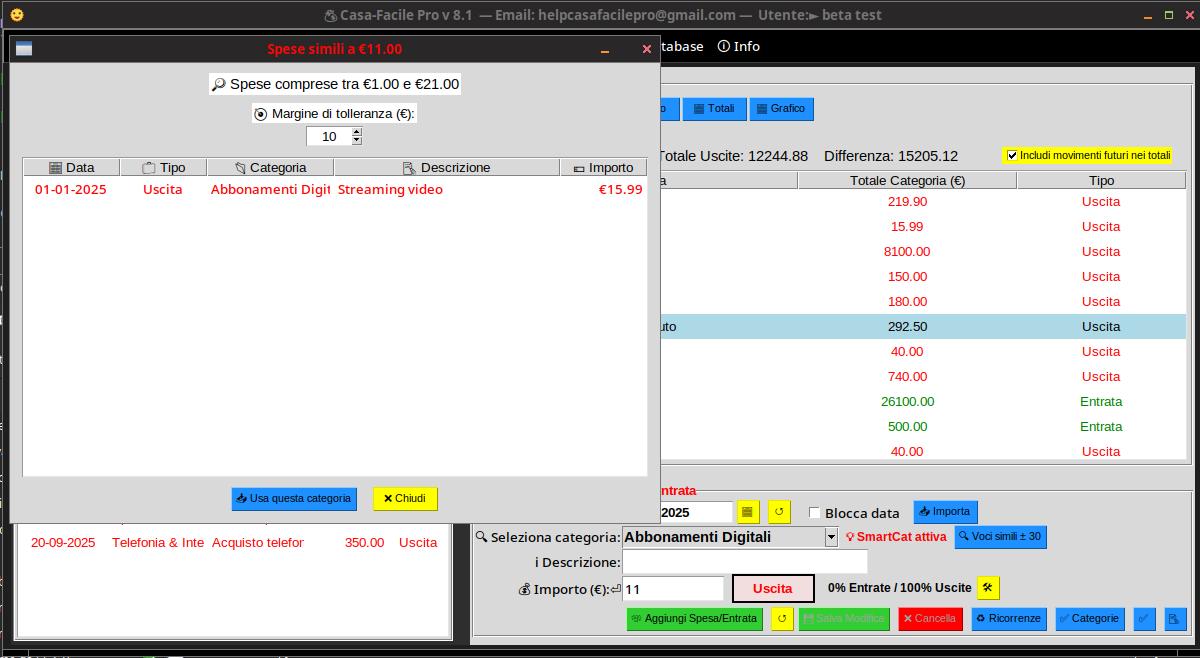 Casa-Facile Pro v 8.1 — Email: helpcasafacilepro@gmail.com — Utente:► beta test
Spese simili a €11.00
tabase Info
Spese comprese tra €1.00 e €21.00
Margine di tolleranza (€):
10
Totali Grafico
Totale Uscite: 12244.88 Differenza: 15205.12 Includi movimenti futuri nei totali
Data Tipo Categoria Descrizione Importo
01-01-2025 Uscita Abbonamenti Digit Streaming video €15.99
Totale Categoria (€) Tipo
219.90 Uscita
15.99 Uscita
8100.00 Uscita
150.00 Uscita
180.00 Uscita
uto 292.50 Uscita
40.00 Uscita
740.00 Uscita
26100.00 Entrata
500.00 Entrata
40.00 Uscita
Usa questa categoria Chiudi
ntrata
2025 Blocca data Importa
20-09-2025 Telefonia & Inte Acquisto telefor 350.00 Uscita
Seleziona categoria: Abbonamenti Digitali SmartCat attiva Voci simili ± 30
Descrizione:
Importo (€): 11 Uscita 0% Entrate / 100% Uscite
Aggiungi Spesa/Entrata Salva Modifica Cancella Ricorrenze Categorie